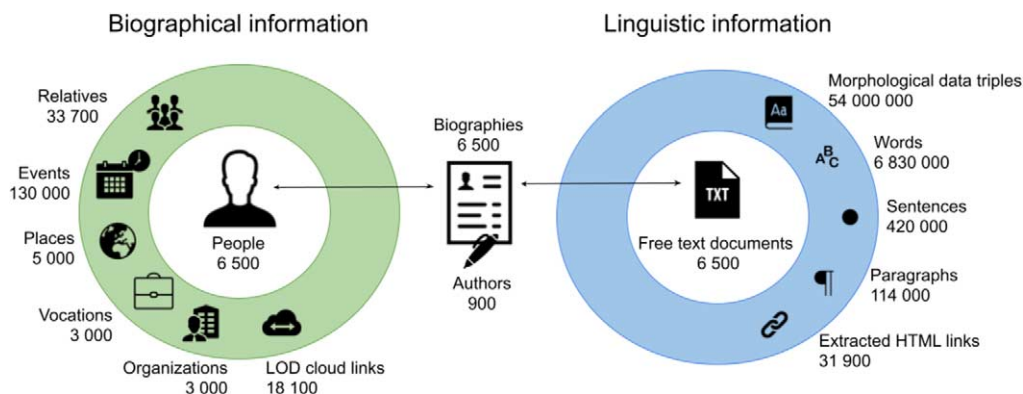 Biographical information
Linguistic information
Relatives
33 700
Events
130 000
Places
5 000
Vocations
3 000
Organizations
3 000
LOD cloud links
18 100
People
6 500
Biographies
6 500
Authors
900
TXT
Free text documents
6 500
Aa
Morphological data triples
54 000 000
ABC
Words
6 830 000
Sentences
420 000
¶
Paragraphs
114 000
Extracted HTML links
31 900